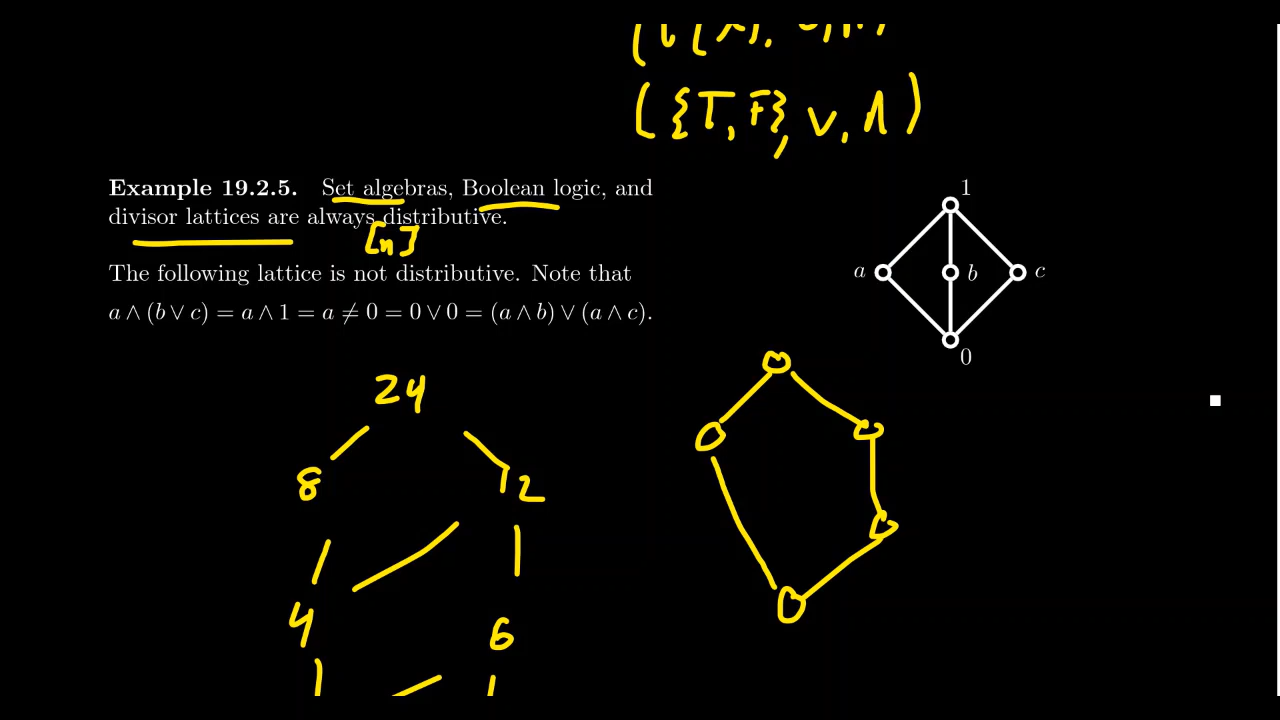 ({T, F}, ∨, ∧)
Example 19.2.5. Set algebras, Boolean logic, and
divisor lattices are always distributive.
[n]
The following lattice is not distributive. Note that
a ∧ (b ∨ c) = a ∧ 1 = a ≠ 0 = 0 ∨ 0 = (a ∧ b) ∨ (a ∧ c).
1
a b c
0
24
8 12
4 6